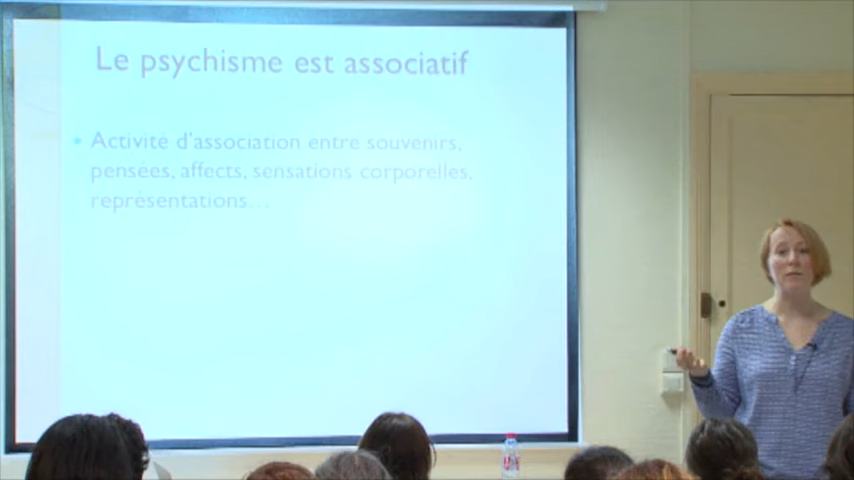 Le psychisme est associatif
• Activité d'association entre souvenirs,
pensées, affects, sensations corporelles,
représentations…